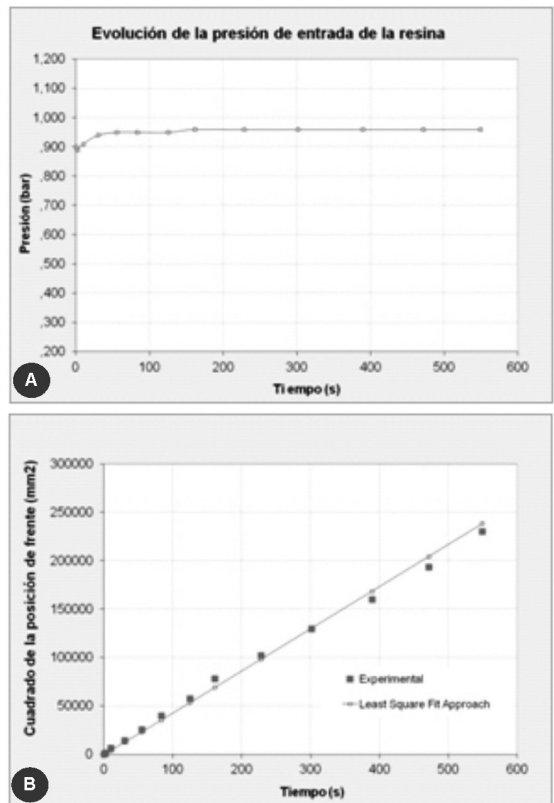 Evolución de la presión de entrada de la resina
1,200
1,100
1,000
,900
,800
,700
,600
,500
,400
,300
,200
Presión (bar)
0 100 200 300 400 500 600
Ti empo (s)
A
300000
250000
200000
150000
100000
50000
0
Cuadrado de la posición de frente (mm2)
Experimental
Least Square Fit Approach
0 100 200 300 400 500 600
Tiempo (s)
B